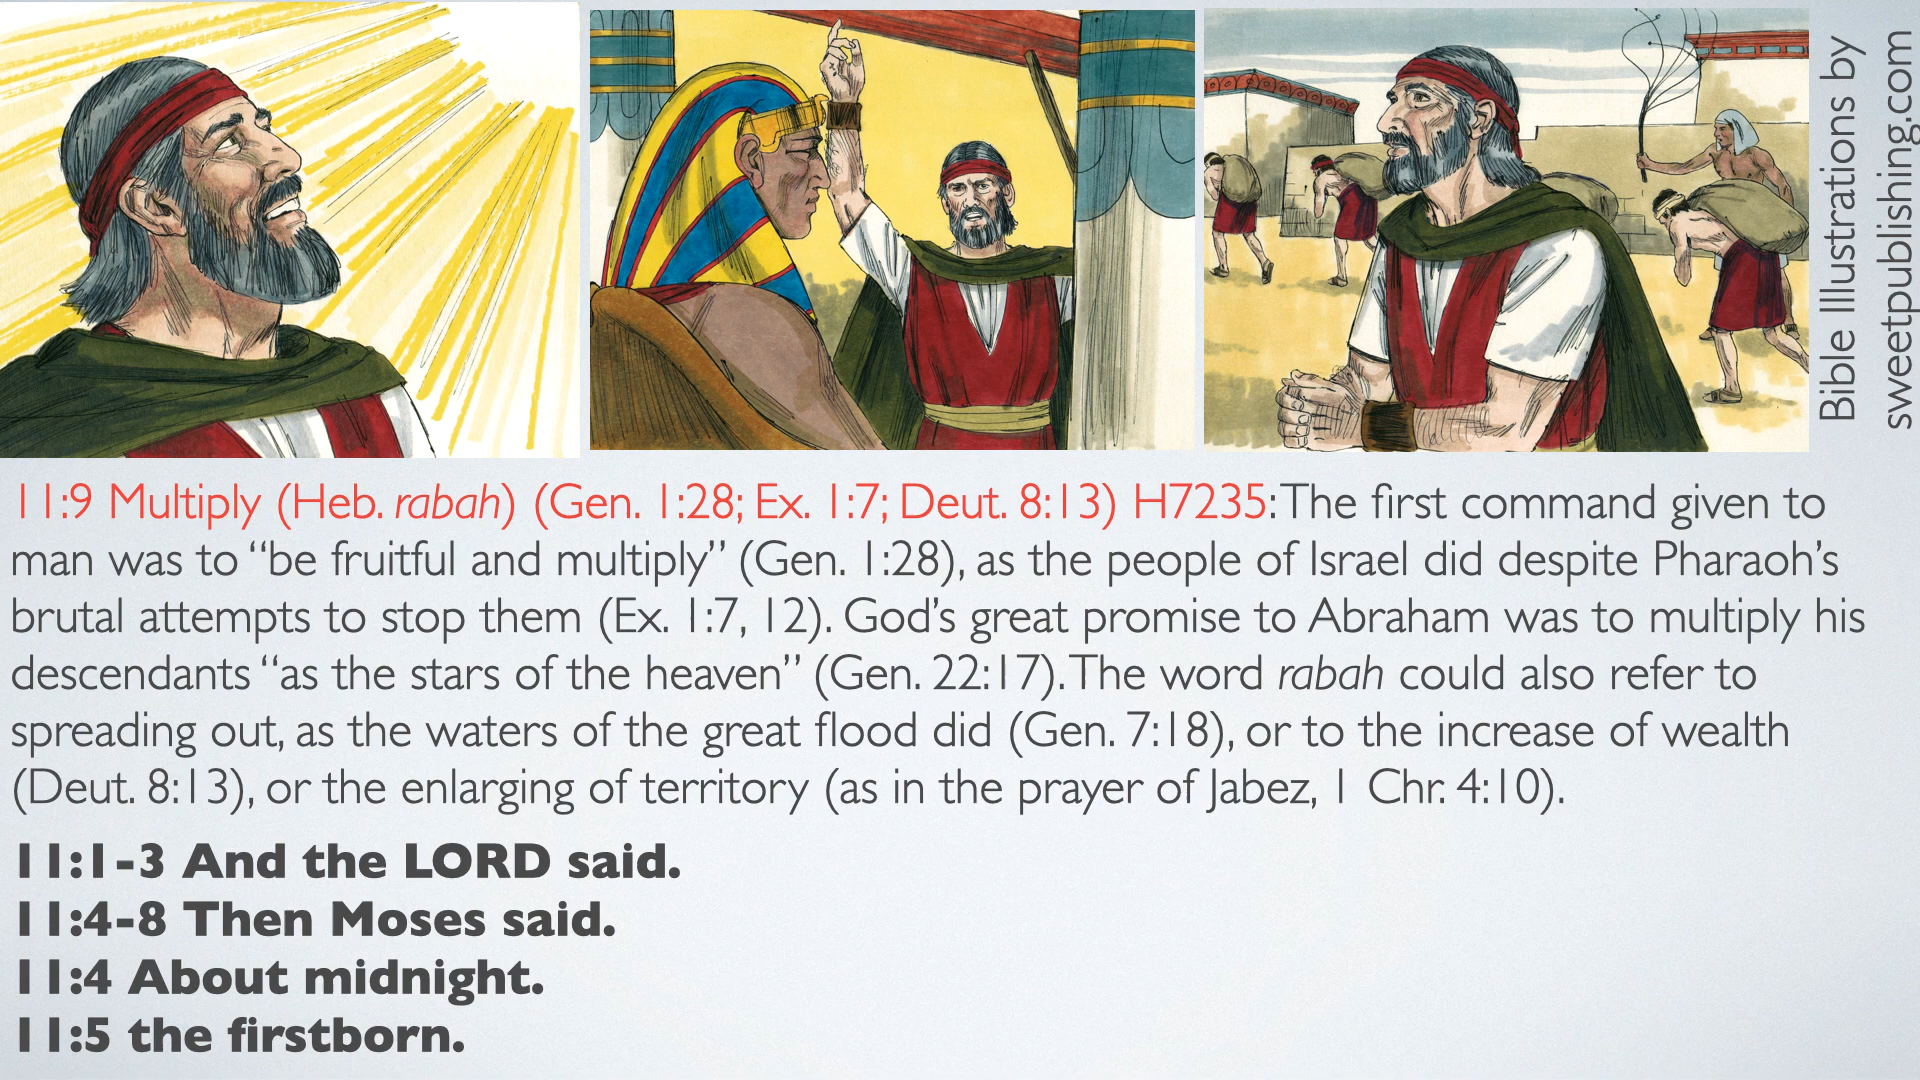 Bible Illustrations by
sweetpublishing.com
11:9 Multiply (Heb. rabah) (Gen. 1:28; Ex. 1:7; Deut. 8:13) H7235: The first command given to
man was to “be fruitful and multiply” (Gen. 1:28), as the people of Israel did despite Pharaoh’s
brutal attempts to stop them (Ex. 1:7, 12). God’s great promise to Abraham was to multiply his
descendants “as the stars of the heaven” (Gen. 22:17). The word rabah could also refer to
spreading out, as the waters of the great flood did (Gen. 7:18), or to the increase of wealth
(Deut. 8:13), or the enlarging of territory (as in the prayer of Jabez, 1 Chr. 4:10).
11:1-3 And the LORD said.
11:4-8 Then Moses said.
11:4 About midnight.
11:5 the firstborn.